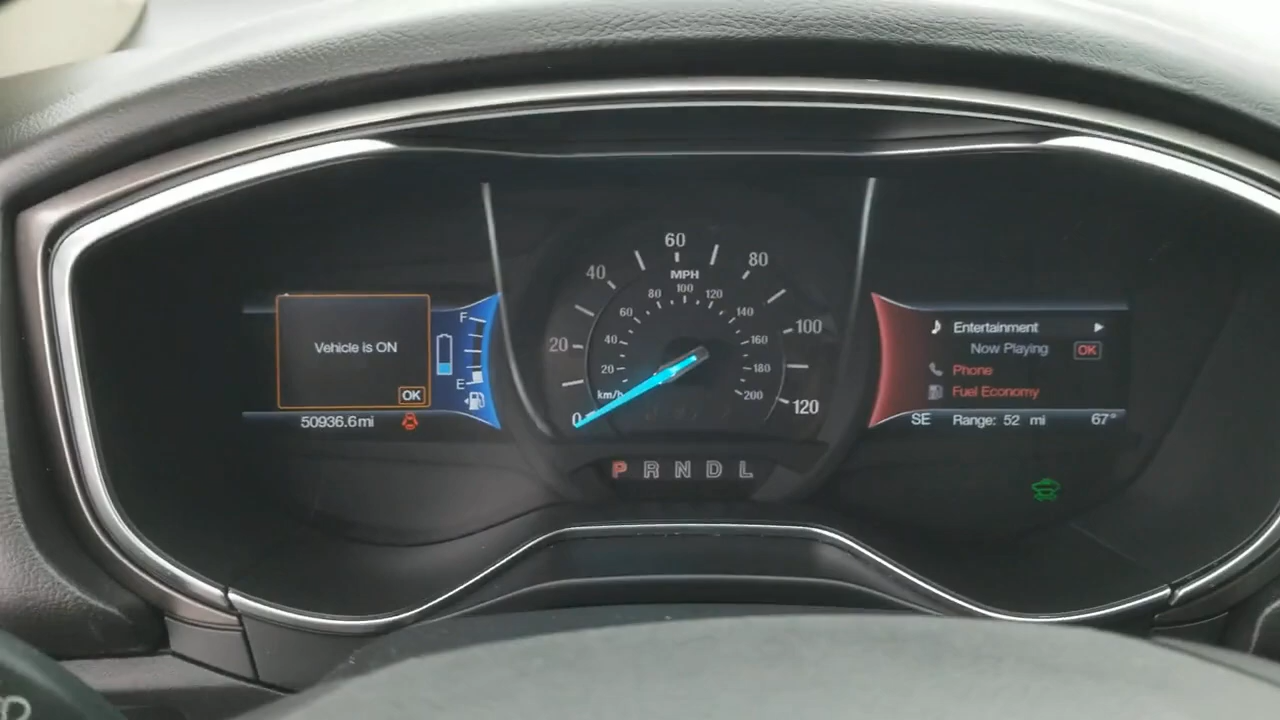 Vehicle is ON
OK
50936.6mi
F
E
0
20
40
60
80
100
120
MPH
km/h
20
40
60
80
100
120
140
160
180
200
P R N D L
Entertainment
Now Playing OK
Phone
Fuel Economy
SE Range: 52 mi 67°